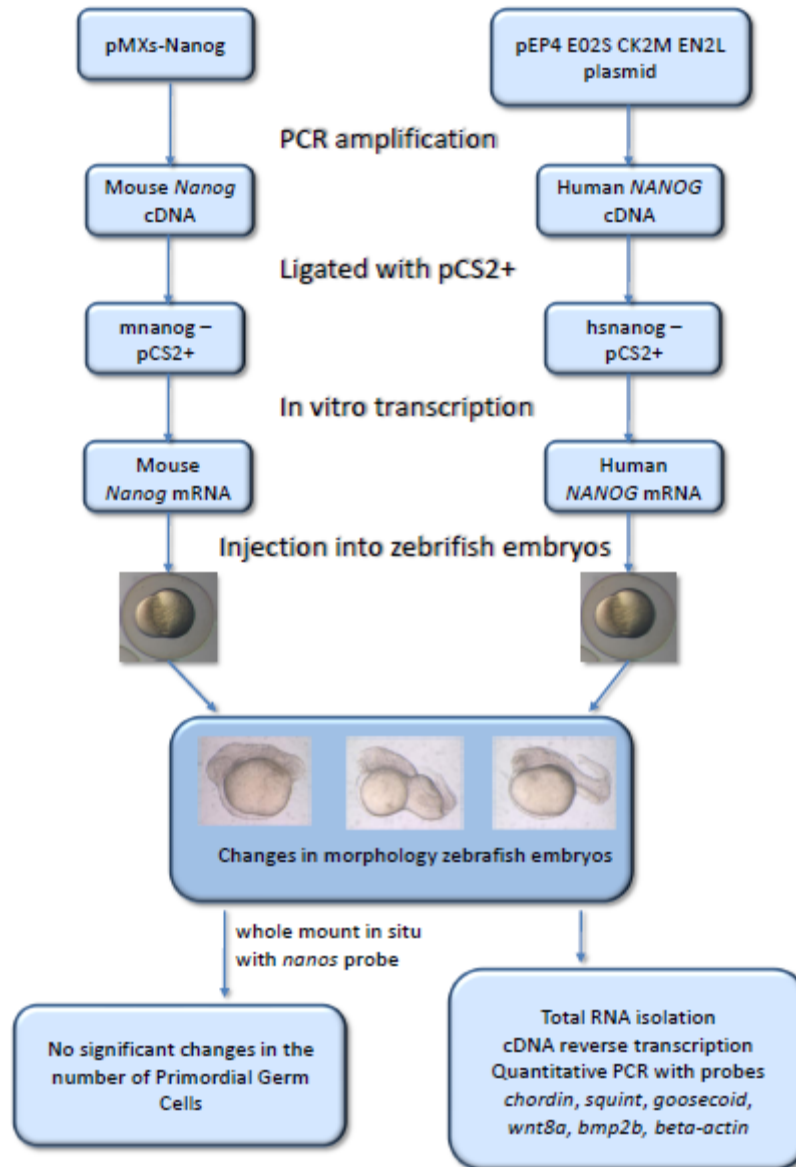 pMXs-Nanog
pEP4 E02S CK2M EN2L
plasmid
PCR amplification
Mouse Nanog
cDNA
Human NANOG
cDNA
Ligated with pCS2+
mnanog –
pCS2+
hsnanog –
pCS2+
In vitro transcription
Mouse
Nanog mRNA
Human
NANOG mRNA
Injection into zebrifish embryos
Changes in morphology zebrafish embryos
whole mount in situ
with nanos probe
No significant changes in the
number of Primordial Germ
Cells
Total RNA isolation
cDNA reverse transcription
Quantitative PCR with probes
chordin, squint, goosecoid,
wnt8a, bmp2b, beta-actin